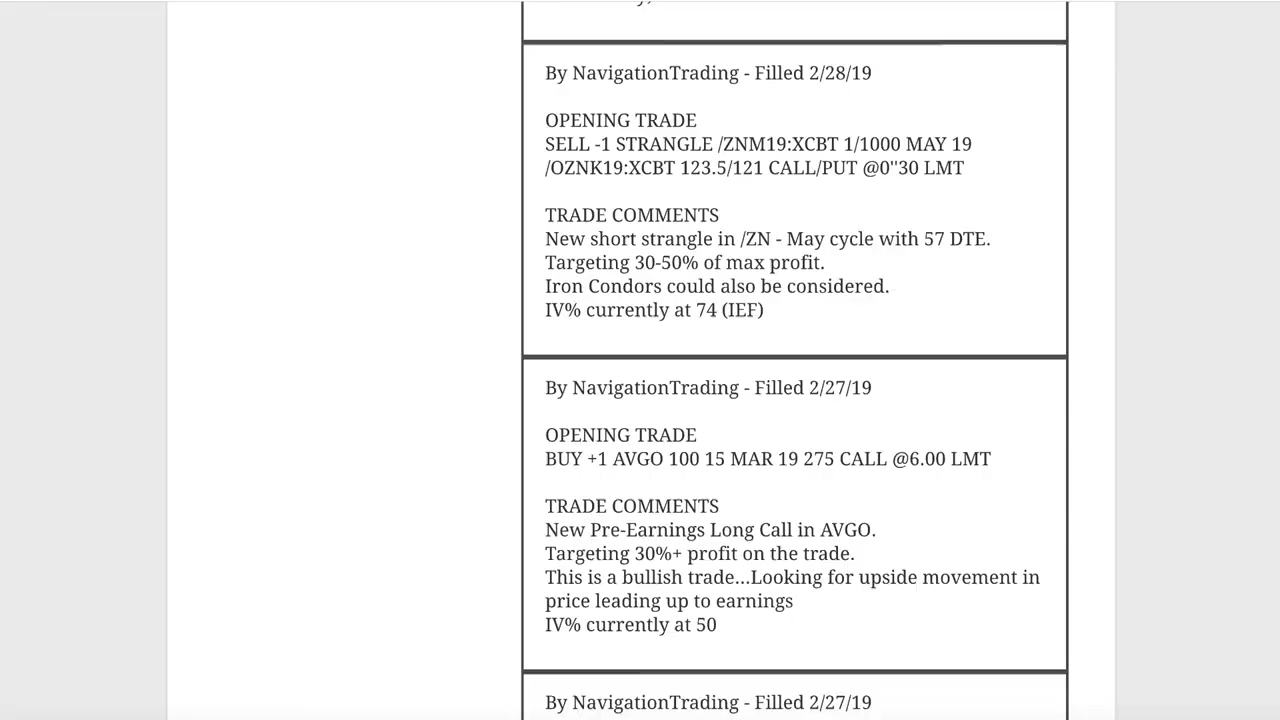 By NavigationTrading - Filled 2/28/19
OPENING TRADE
SELL -1 STRANGLE /ZNM19:XCBT 1/1000 MAY 19
/OZNK19:XCBT 123.5/121 CALL/PUT @0"30 LMT
TRADE COMMENTS
New short strangle in /ZN - May cycle with 57 DTE.
Targeting 30-50% of max profit.
Iron Condors could also be considered.
IV% currently at 74 (IEF)
By NavigationTrading - Filled 2/27/19
OPENING TRADE
BUY +1 AVGO 100 15 MAR 19 275 CALL @6.00 LMT
TRADE COMMENTS
New Pre-Earnings Long Call in AVGO.
Targeting 30%+ profit on the trade.
This is a bullish trade...Looking for upside movement in
price leading up to earnings
IV% currently at 50
By NavigationTrading - Filled 2/27/19